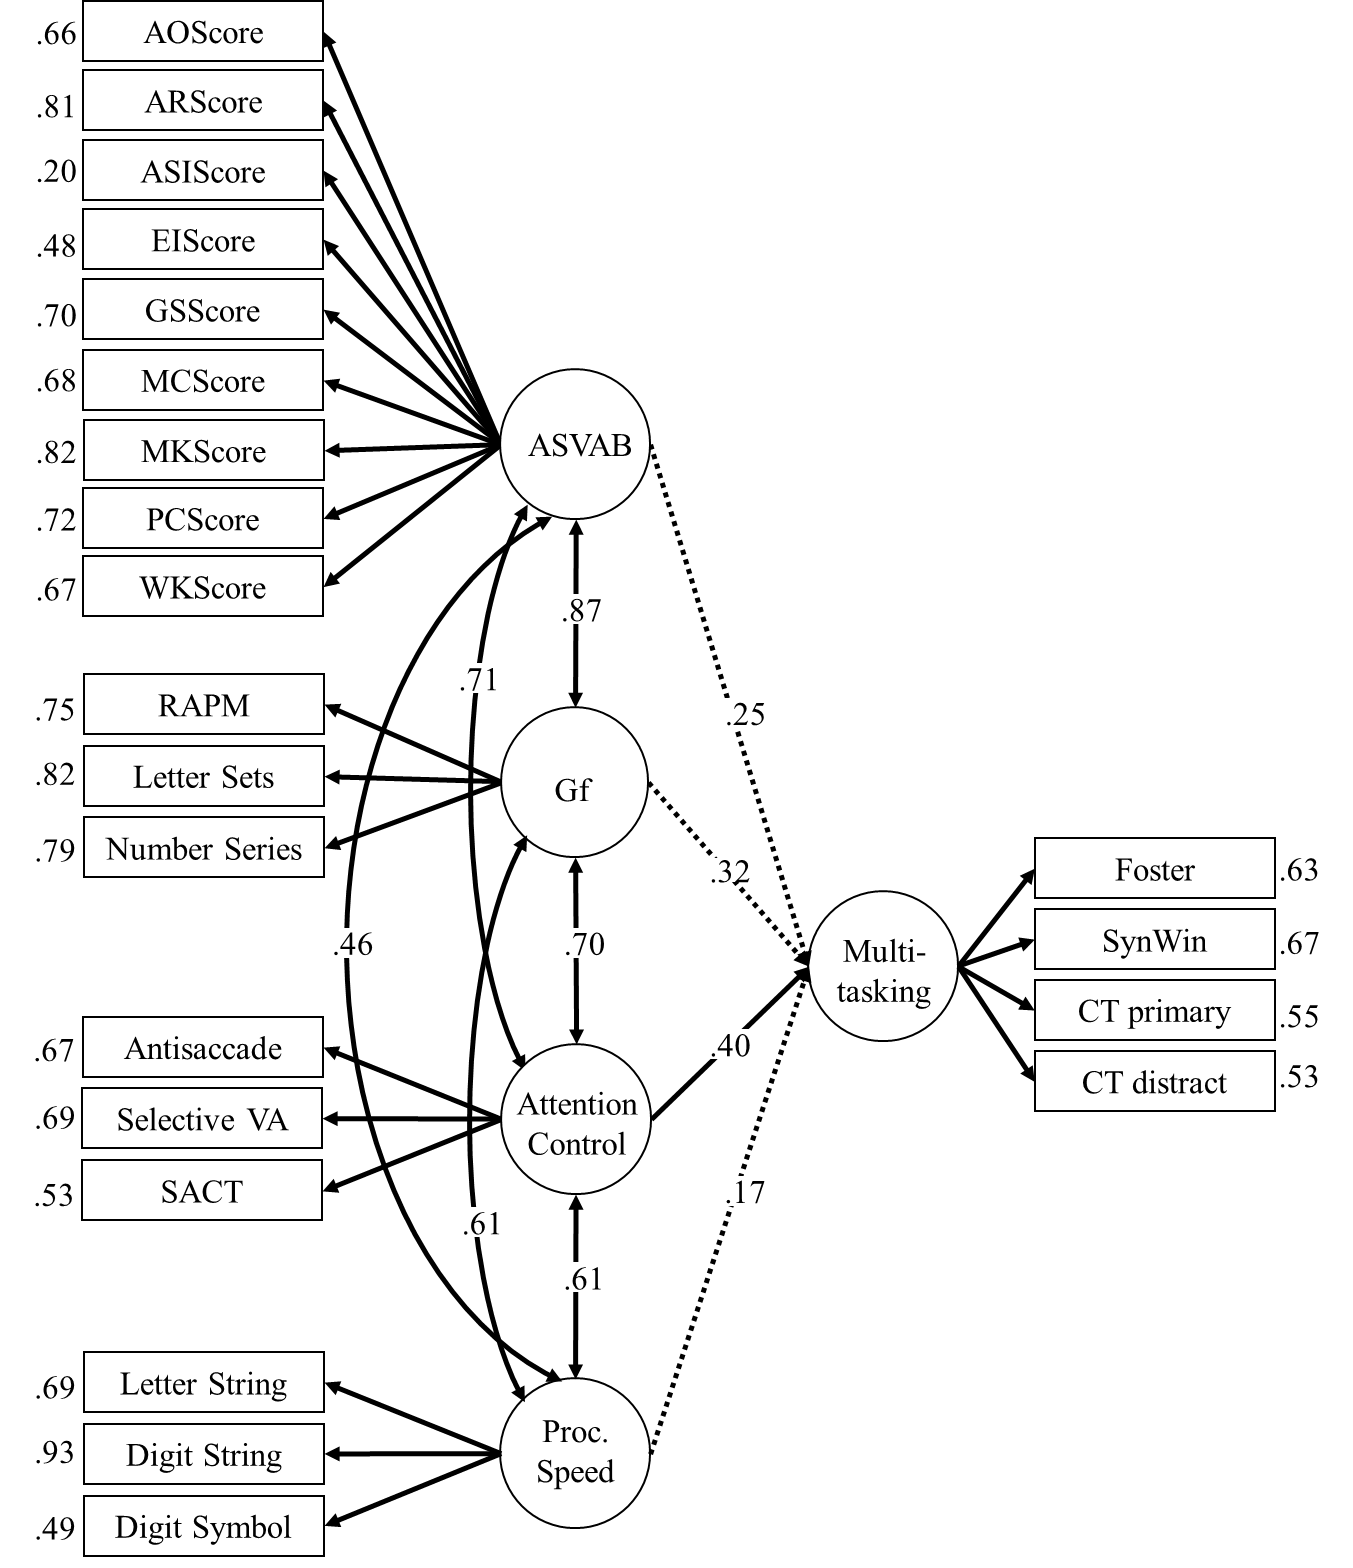 .66 AOScore
.81 ARScore
.20 ASIScore
.48 EIScore
.70 GSScore
.68 MCScore
.82 MKScore
.72 PCScore
.67 WKScore
ASVAB
.87
.71
.25
.75 RAPM
.82 Letter Sets
.79 Number Series
Gf
.32
.46
.70
.40
Multi-
tasking
Foster .63
SynWin .67
CT primary .55
CT distract .53
.67 Antisaccade
.69 Selective VA
.53 SACT
Attention
Control
.17
.61
.61
.69 Letter String
.93 Digit String
.49 Digit Symbol
Proc.
Speed